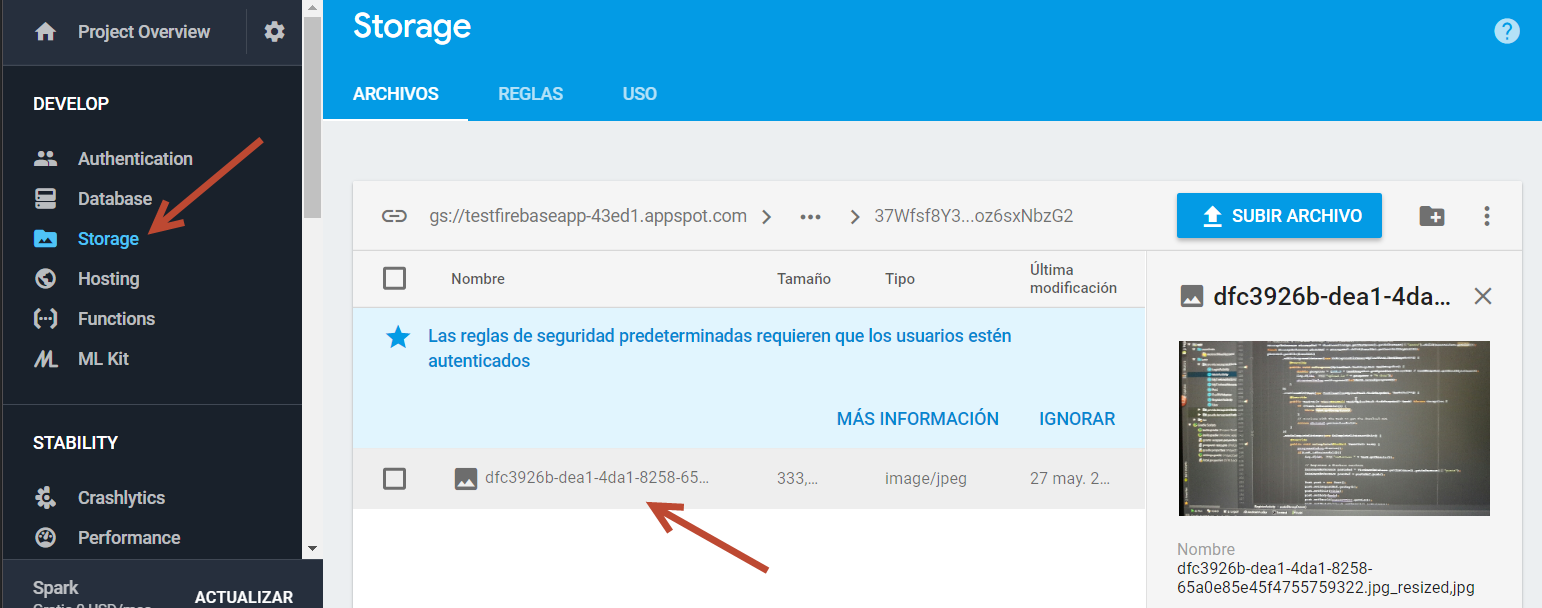 Project Overview
DEVELOP
Authentication
Database
Storage
Hosting
Functions
ML Kit
STABILITY
Crashlytics
Performance
Spark
ACTUALIZAR
Storage
ARCHIVOS
REGLAS
USO
gs://testfirebaseapp-43ed1.appspot.com
37Wfsf8Y3...oz6sxNbzG2
SUBIR ARCHIVO
Nombre
Tamaño
Tipo
Última
modificación
Las reglas de seguridad predeterminadas requieren que los usuarios estén
autenticados
MÁS INFORMACIÓN
IGNORAR
dfc3926b-dea1-4da1-8258-65...
333,...
image/jpeg
27 may. 2...
dfc3926b-dea1-4da...
Nombre
dfc3926b-dea1-4da1-8258-
65a0e85e45f4755759322.jpg_resized,jpg